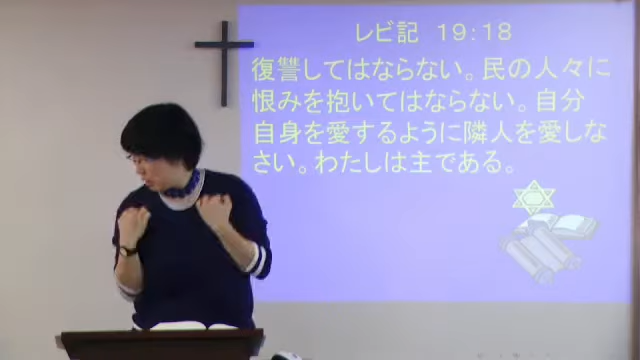 レビ記 19:18
復讐してはならない。民の人々に
恨みを抱いてはならない。自分
自身を愛するように隣人を愛しな
さい。わたしは主である。